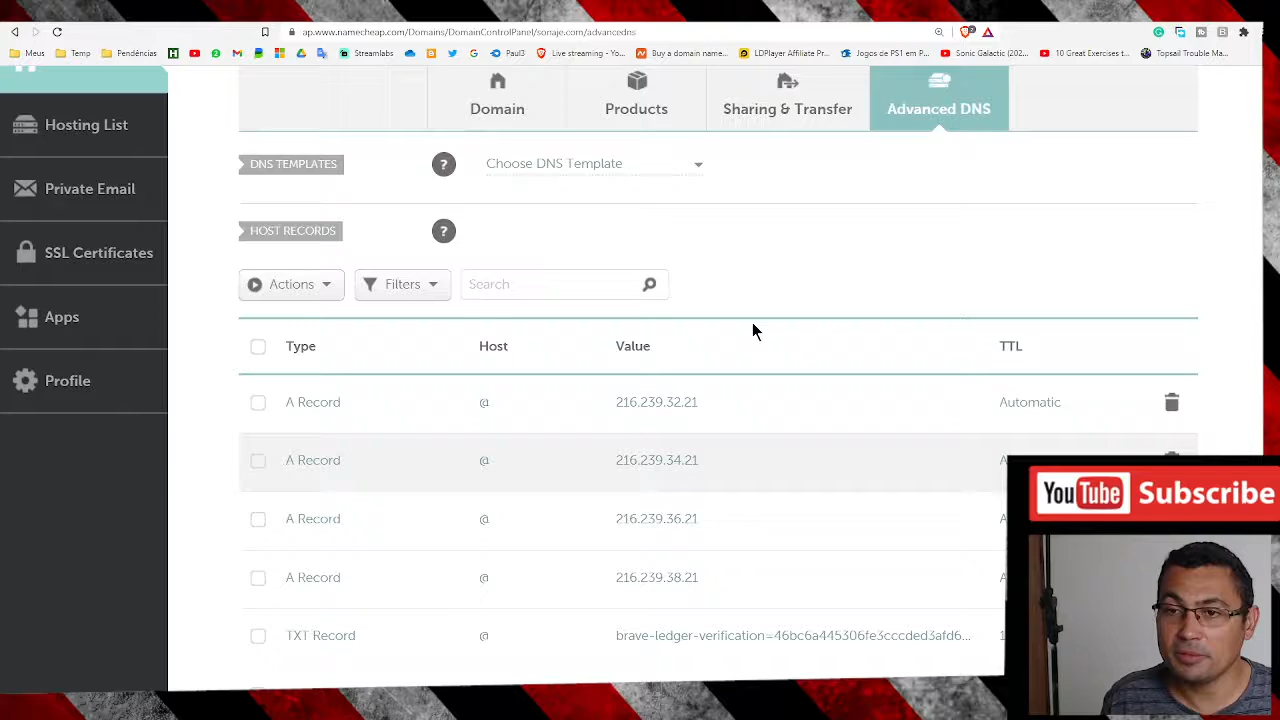 ap.www.namecheap.com/Domains/DomainControlPanel/sonaje.com/advancedns
Meus
Temp
Pendências
2
Streamlabs
Paul3
Live streaming - You...
Buy a domain name...
LDPlayer Affiliate Pr...
Jogos de PS1 em P...
Sonic Galactic (202...
10 Great Exercises t...
Topsail Trouble Ma...
Domain
Products
Sharing & Transfer
Advanced DNS
Hosting List
Private Email
SSL Certificates
Apps
Profile
DNS TEMPLATES
?
Choose DNS Template
HOST RECORDS
?
Actions
Filters
Search
Type Host Value TTL
A Record @ 216.239.32.21 Automatic
A Record @ 216.239.34.21 A
A Record @ 216.239.36.21
A Record @ 216.239.38.21
TXT Record @ brave-ledger-verification=46bc6a445306fe3cccded3afd6... 1
YouTube Subscribe